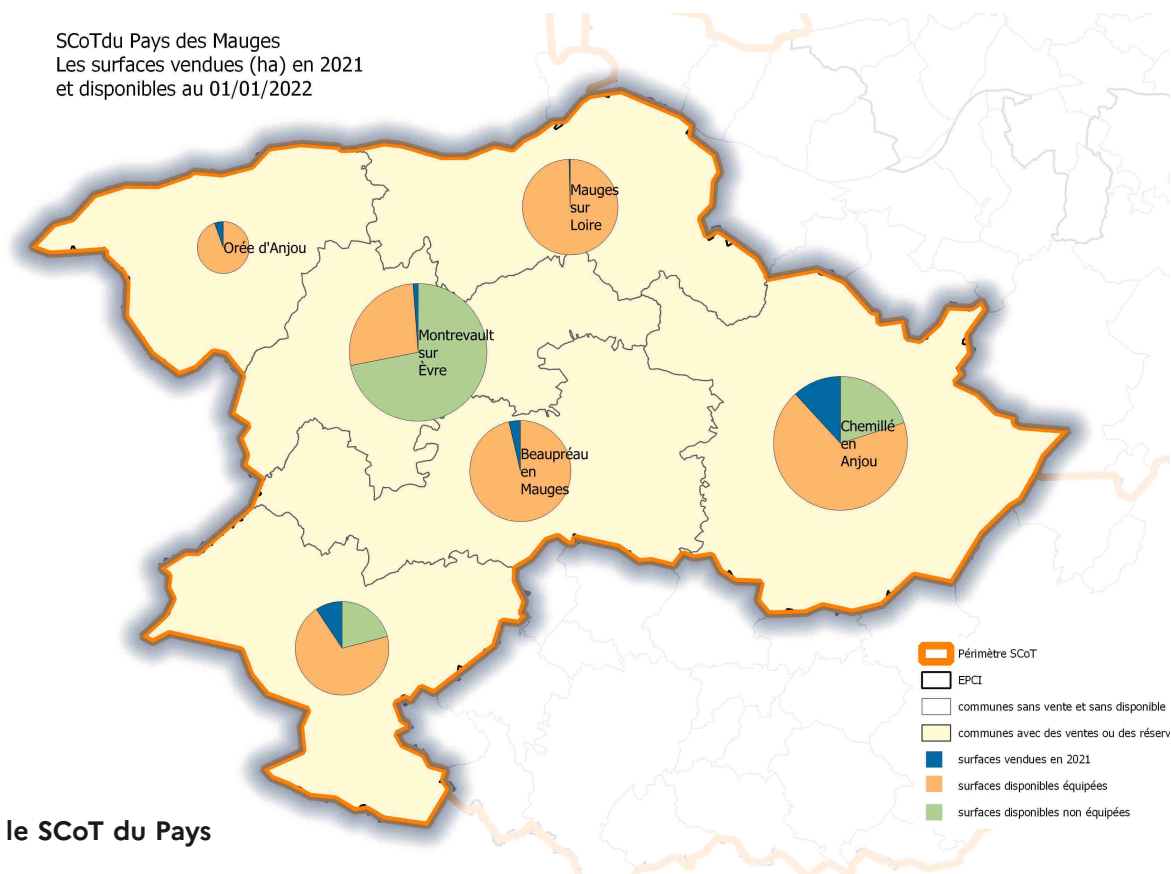 SCoTdu Pays des Mauges
Les surfaces vendues (ha) en 2021
et disponibles au 01/01/2022
Mauges
sur
Loire
Orée d'Anjou
Montrevault
sur
Èvre
Chemillé
en
Anjou
Beaupréau
en
Mauges
Périmètre SCoT
EPCI
communes sans vente et sans disponible
communes avec des ventes ou des réserv
surfaces vendues en 2021
surfaces disponibles équipées
surfaces disponibles non équipées
le SCoT du Pays